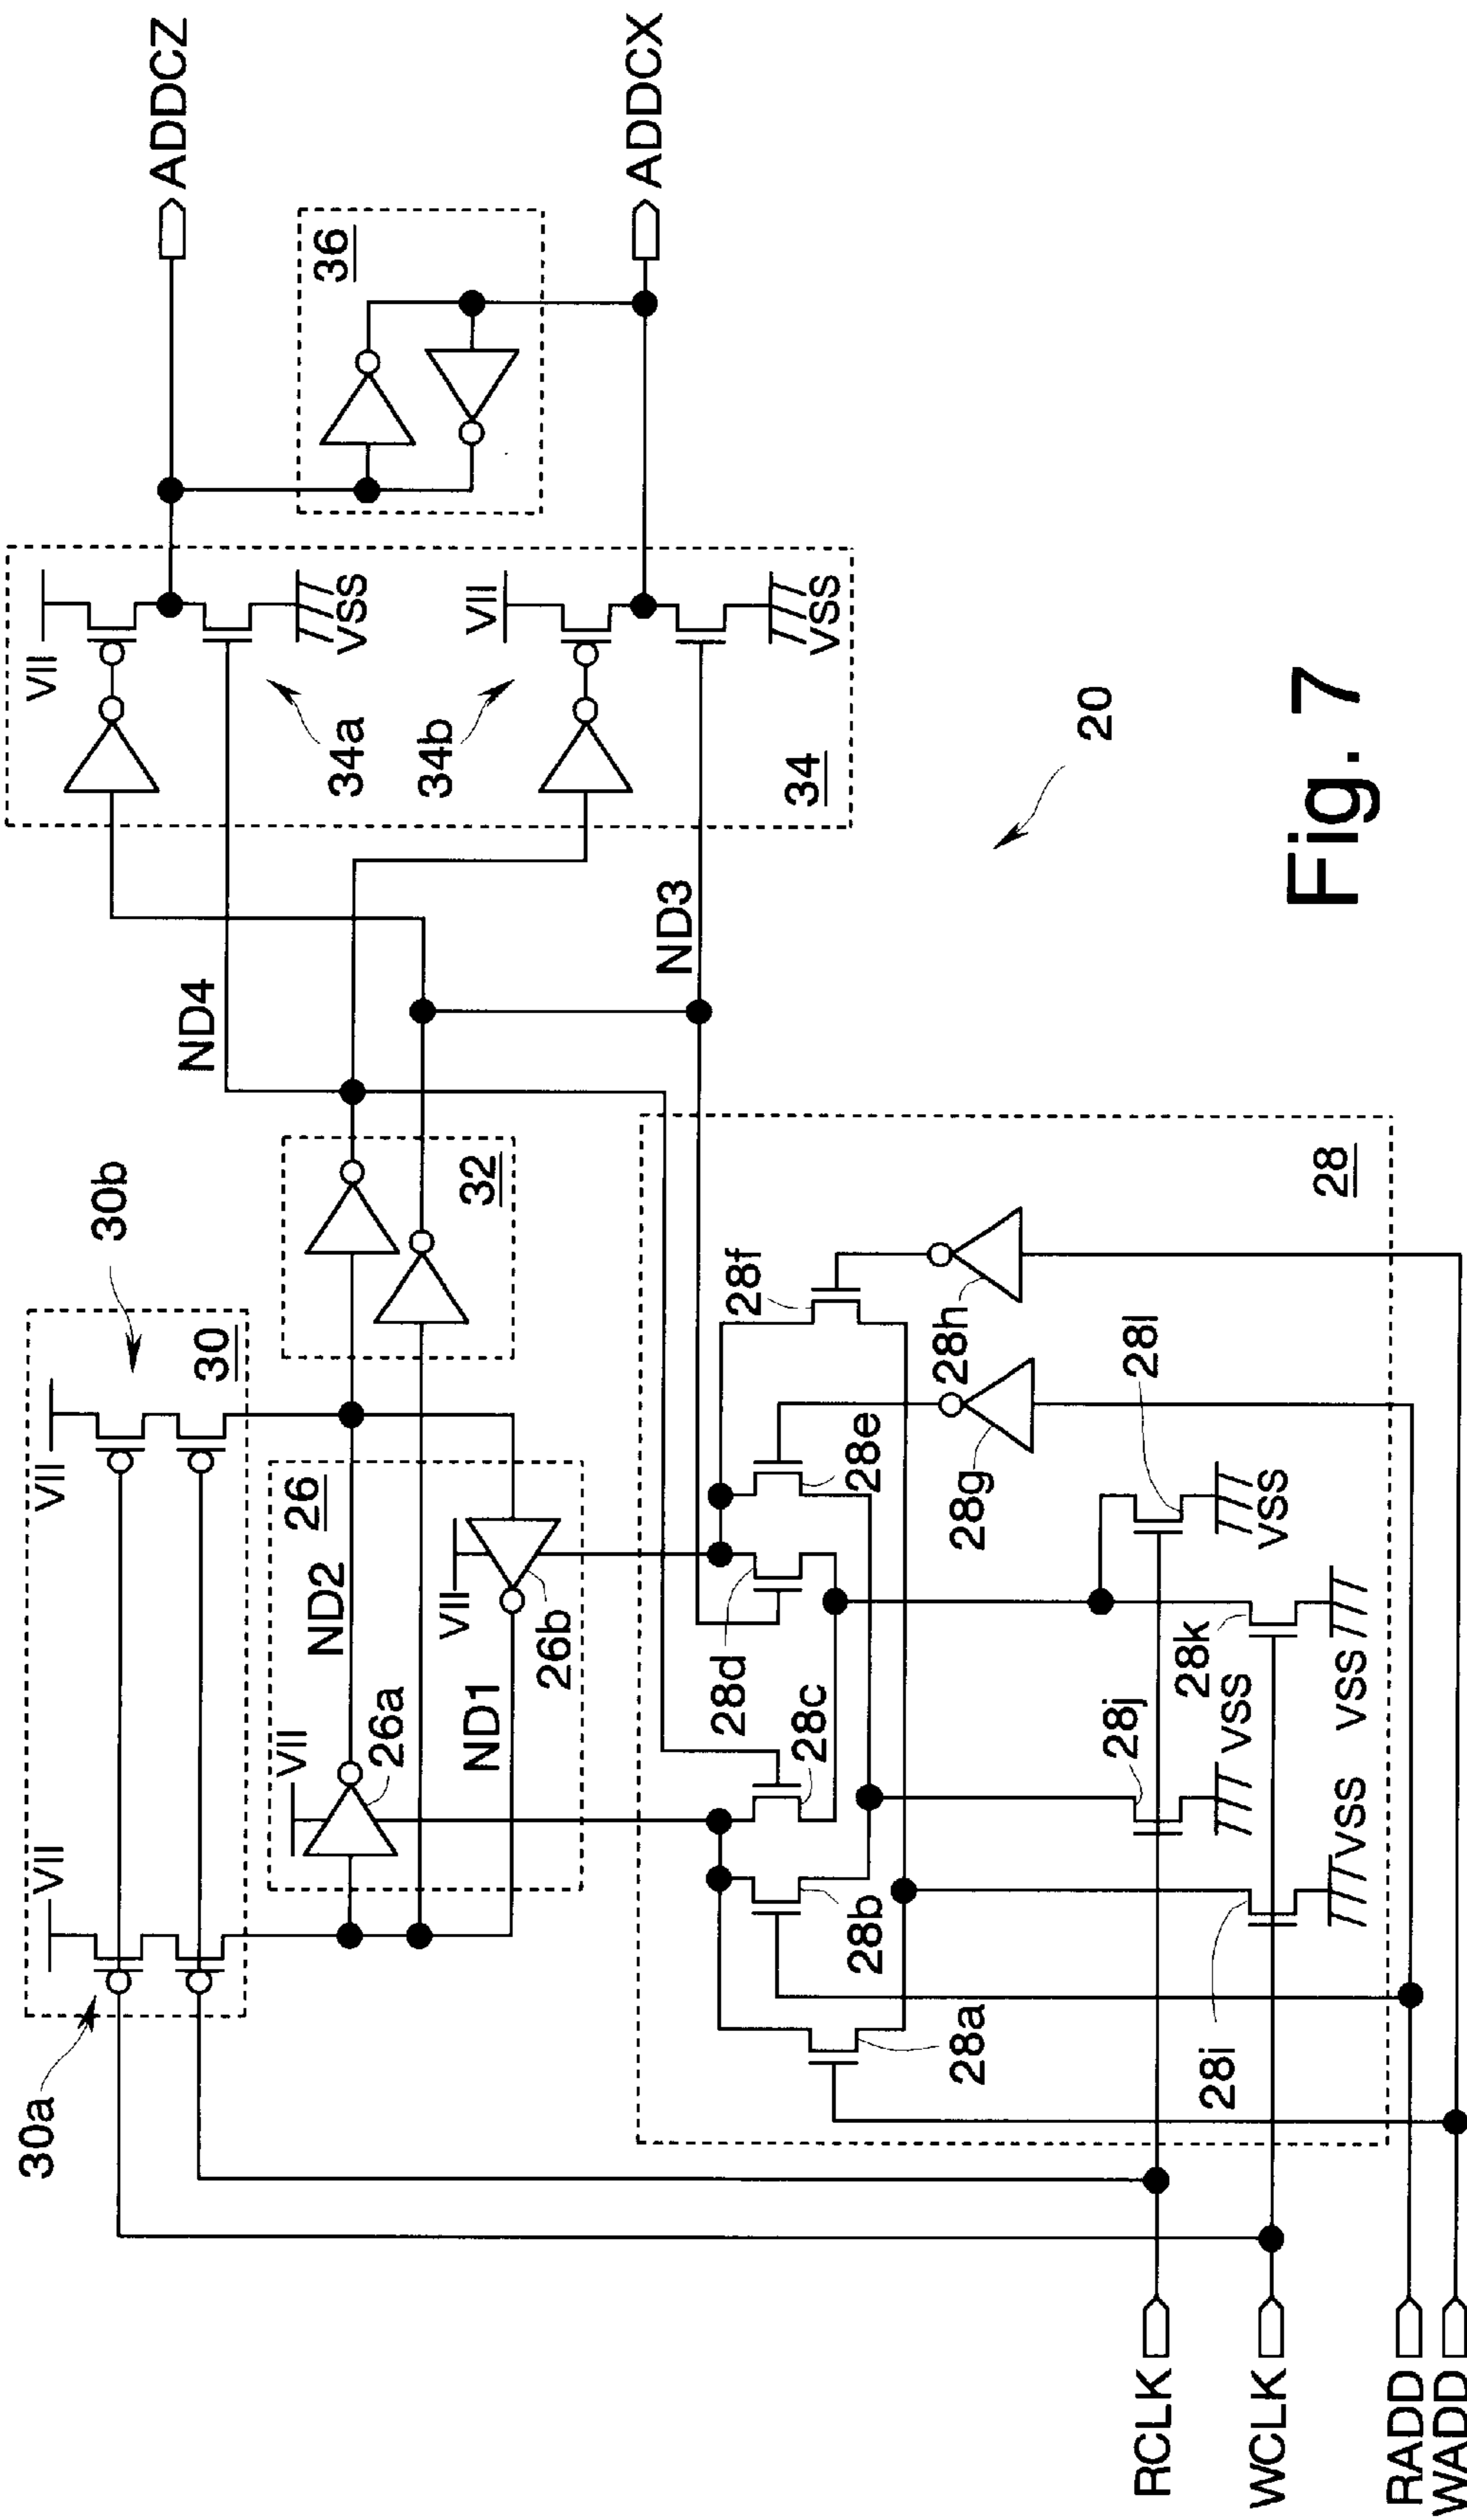 ADDCZ
ADDCX
36
VII
VSS
34a
VII
VSS
34b
34
20
Fig. 7
ND4
ND3
30b
30
32
VII
VII
30a
26
ND2
VII
26a
VII
26b
ND1
28
28f
28h
28e
28g
28l
VSS
28d
28c
28k
VSS
28j
VSS
28b
VSS
28a
28i
RCLK
WCLK
RADD
WADD